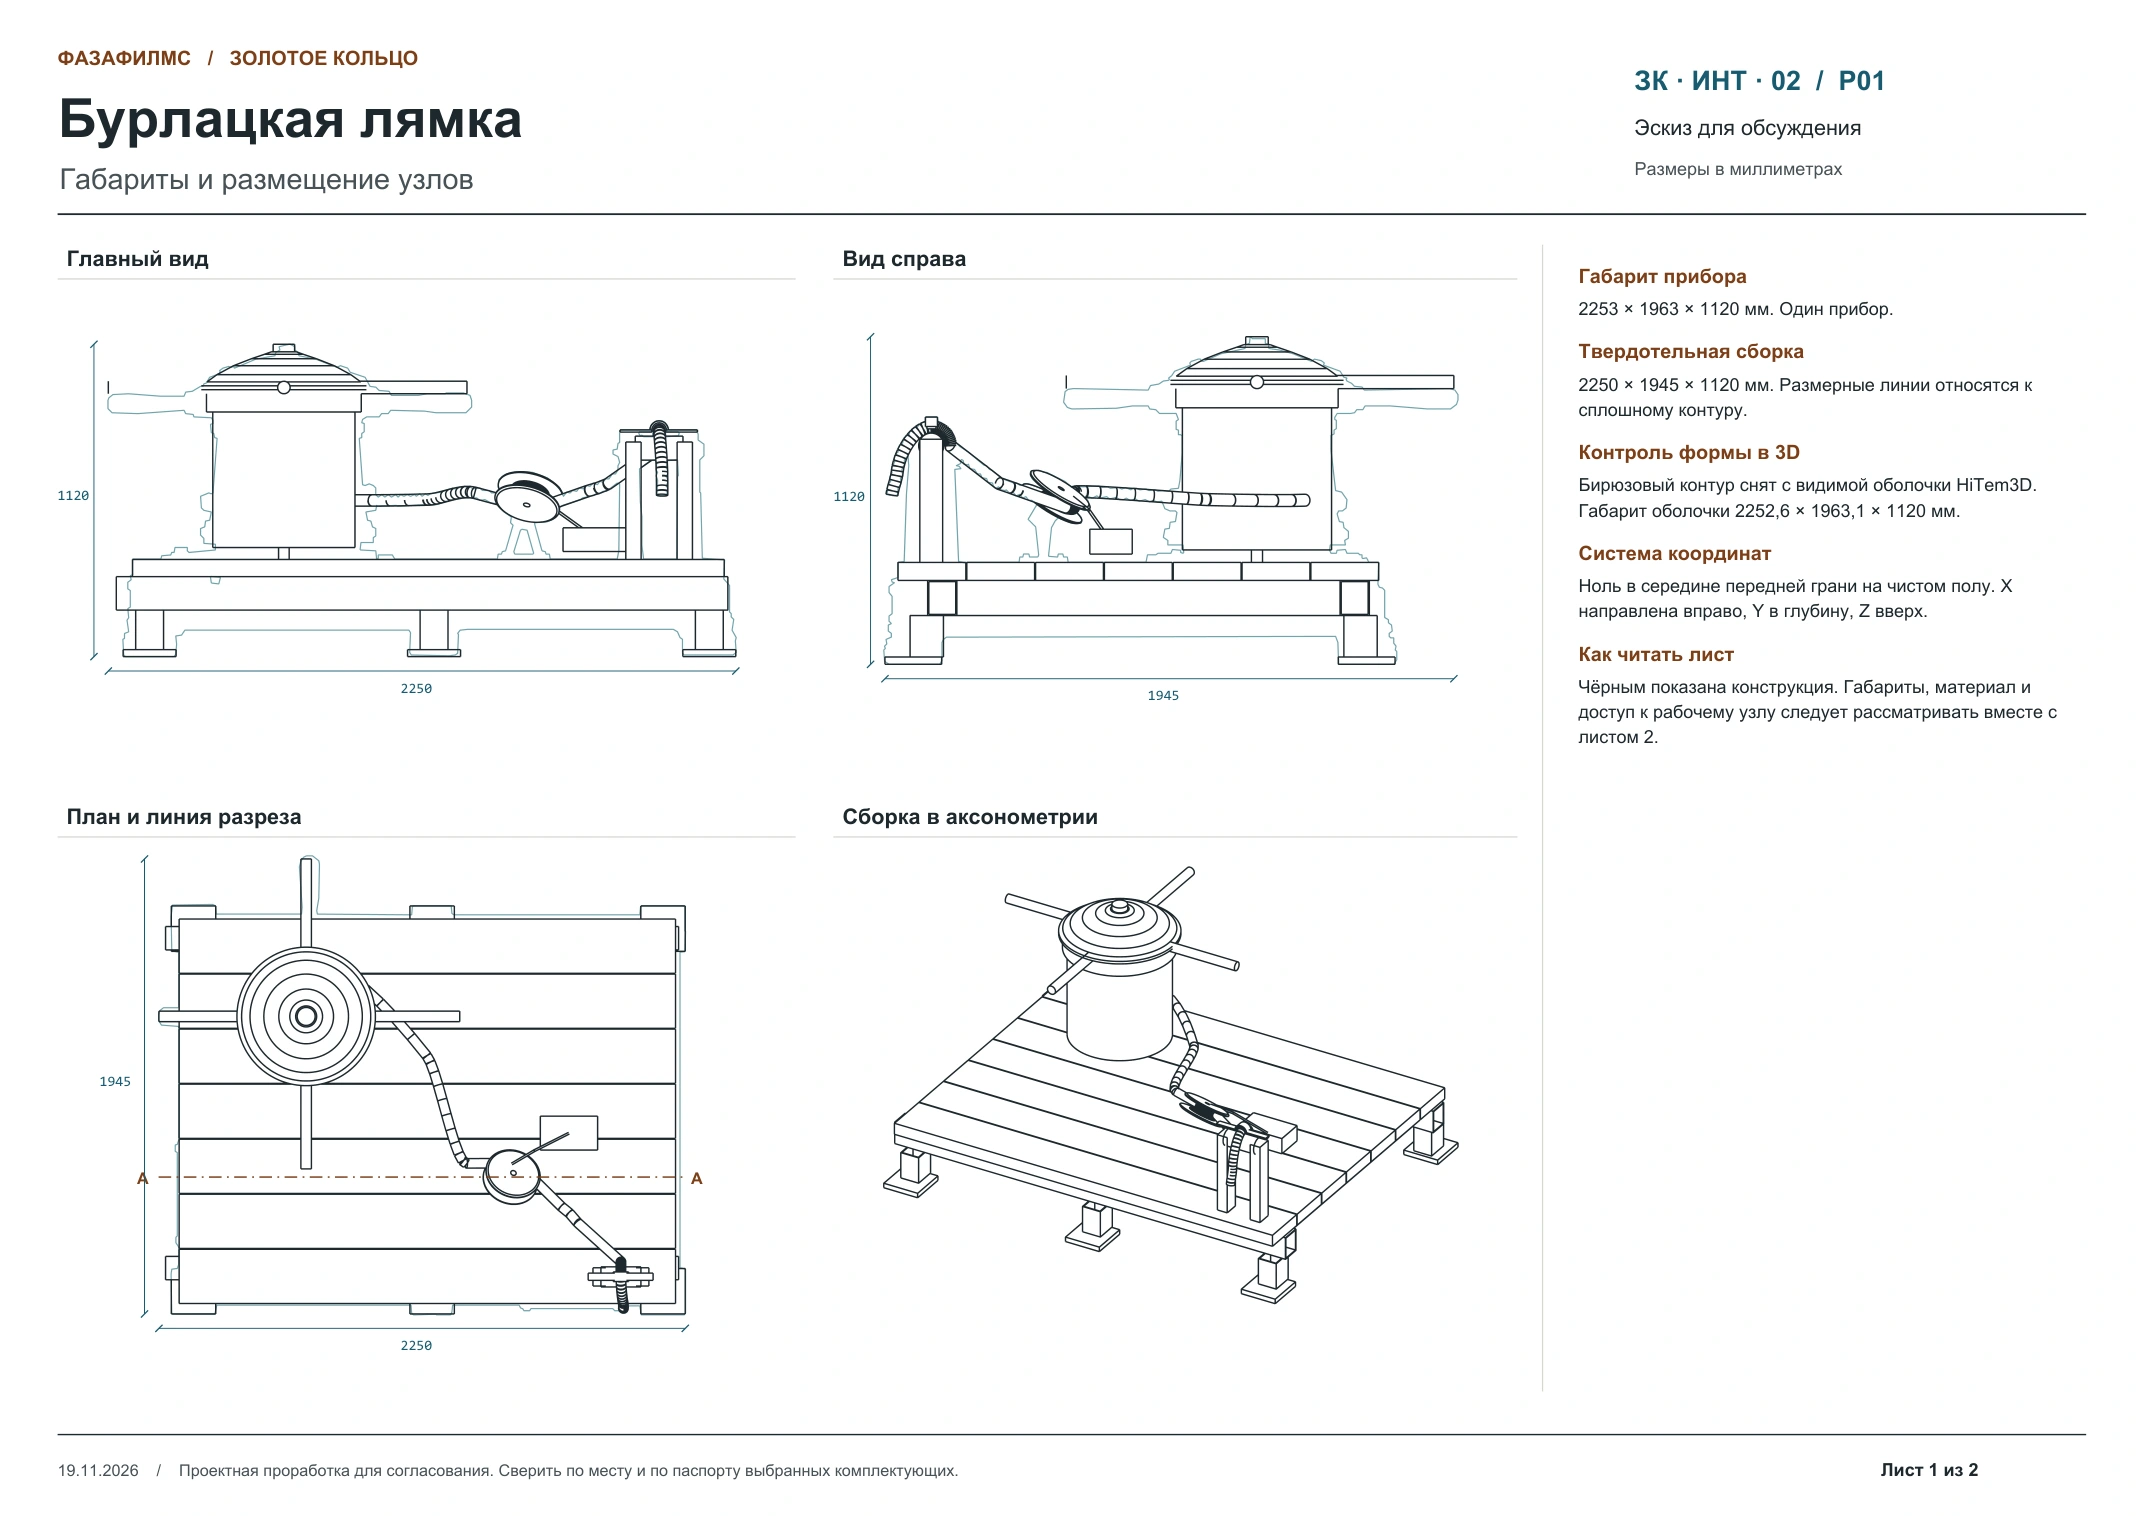 ФАЗАФИЛМС / ЗОЛОТОЕ КОЛЬЦО
Бурлацкая лямка
Габариты и размещение узлов
ЗК · ИНТ · 02 / Р01
Эскиз для обсуждения
Размеры в миллиметрах
Главный вид
1120
2250
Вид справа
1120
1945
План и линия разреза
1945
А
А
2250
Сборка в аксонометрии
Габарит прибора
2253 × 1963 × 1120 мм. Один прибор.
Твердотельная сборка
2250 × 1945 × 1120 мм. Размерные линии относятся к
сплошному контуру.
Контроль формы в 3D
Бирюзовый контур снят с видимой оболочки HiTem3D.
Габарит оболочки 2252,6 × 1963,1 × 1120 мм.
Система координат
Ноль в середине передней грани на чистом полу. X
направлена вправо, Y в глубину, Z вверх.
Как читать лист
Чёрным показана конструкция. Габариты, материал и
доступ к рабочему узлу следует рассматривать вместе с
листом 2.
19.11.2026 / Проектная проработка для согласования. Сверить по месту и по паспорту выбранных комплектующих.
Лист 1 из 2